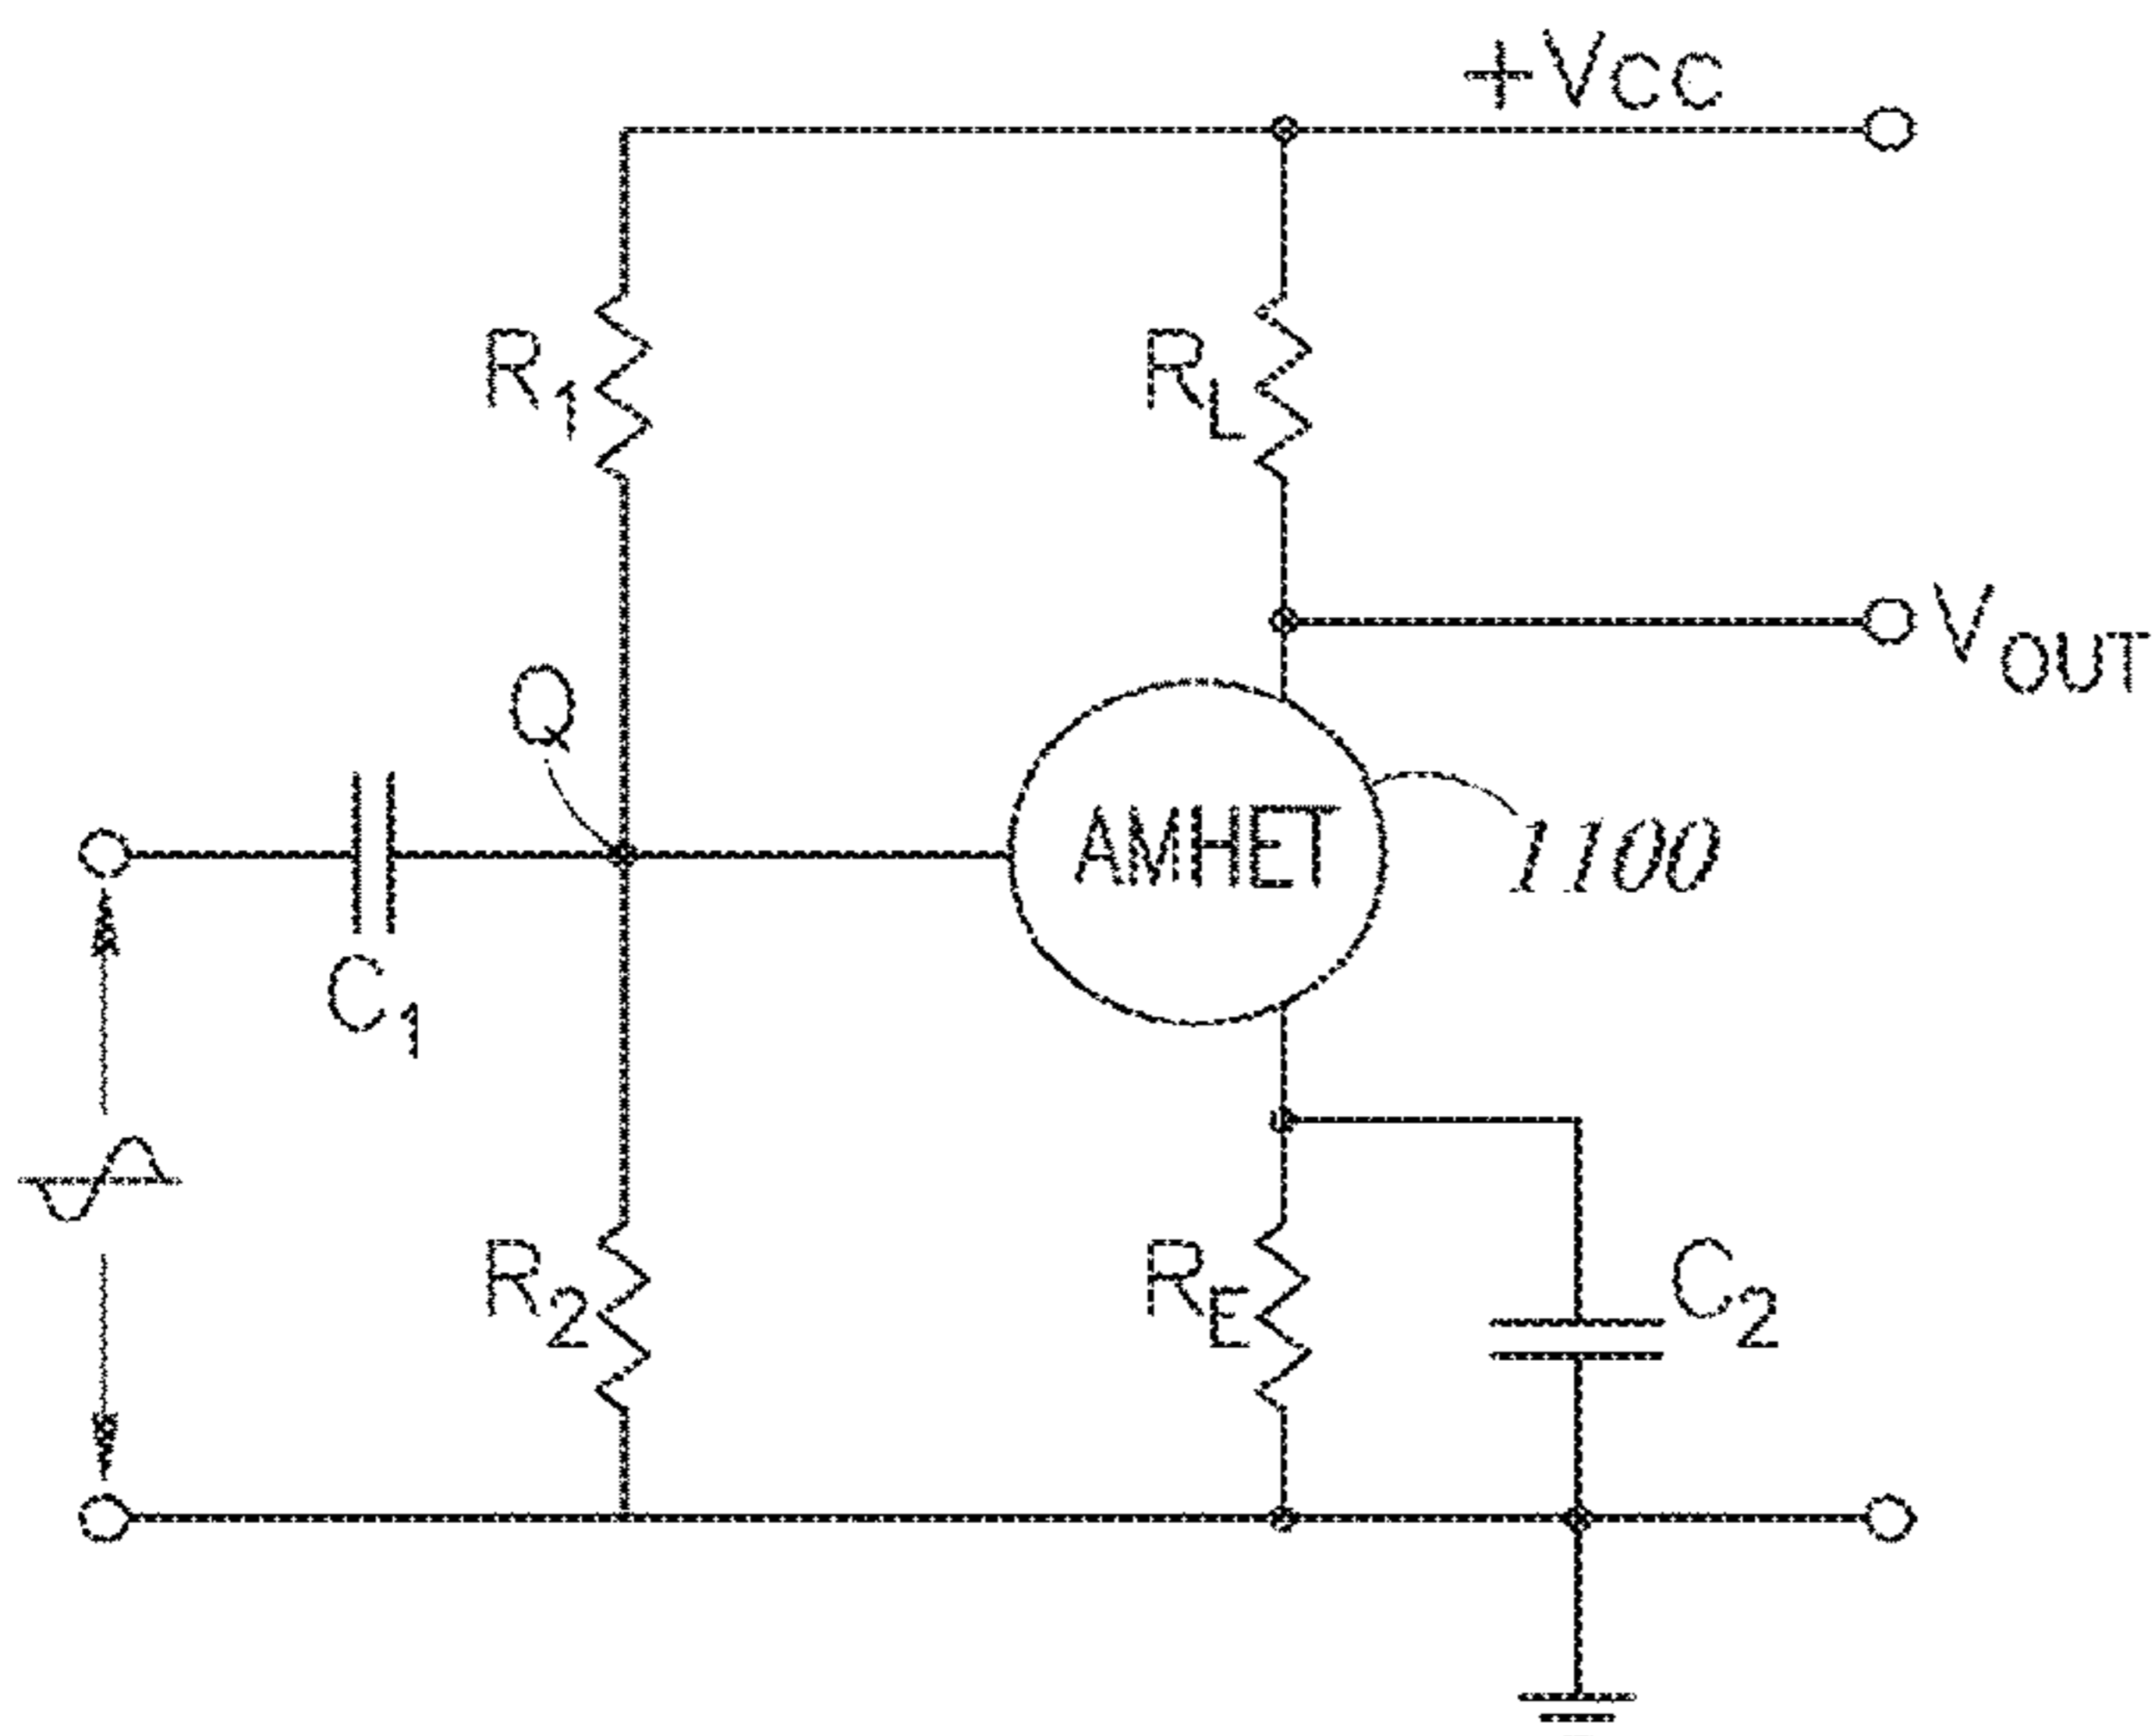 +Vcc
R1
RL
VOUT
Q
AMHET
1100
C1
R2
RE
C2